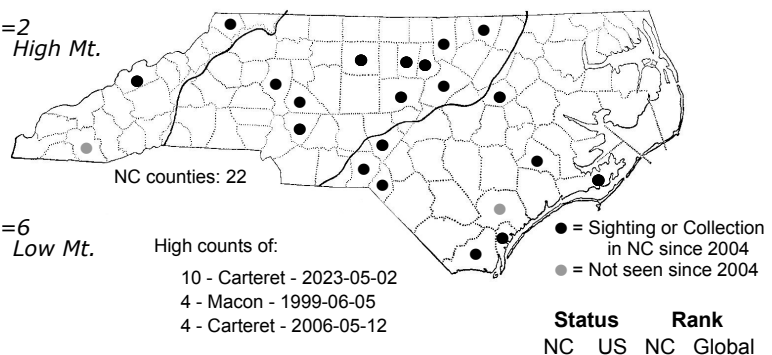 =2
High Mt.
NC counties: 22
=6
Low Mt.
High counts of:
10 - Carteret - 2023-05-02
4 - Macon - 1999-06-05
4 - Carteret - 2006-05-12
= Sighting or Collection
in NC since 2004
= Not seen since 2004
Status Rank
NC US NC Global